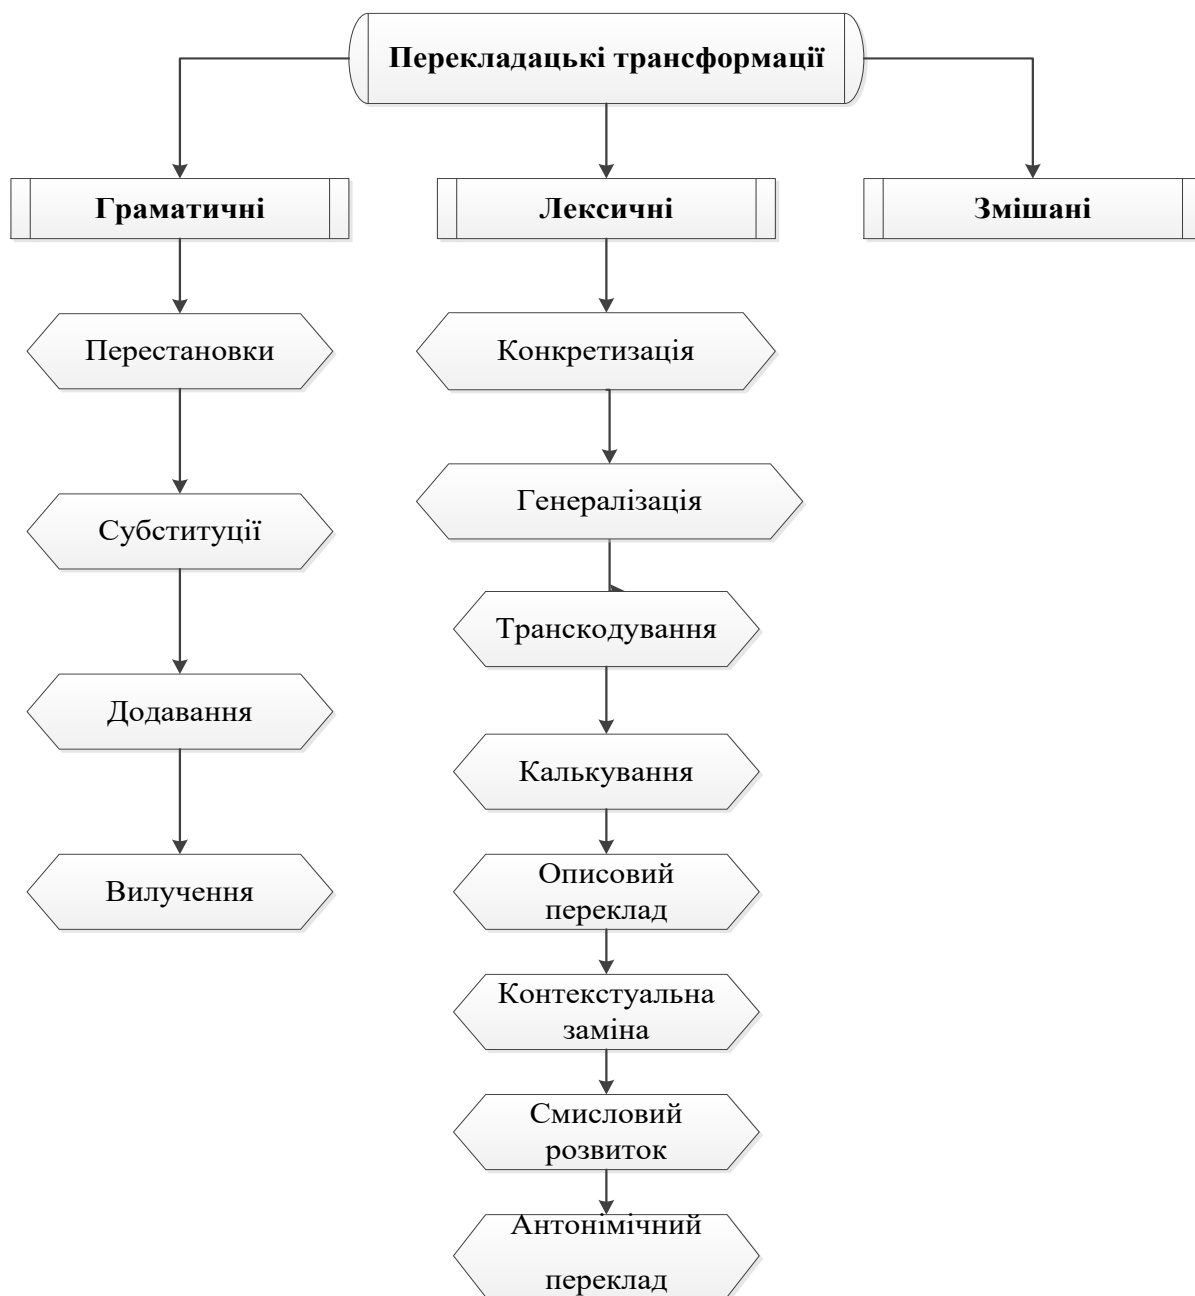 Перекладацькі трансформації
Граматичні
Лексичні
Змішані
Перестановки
Субституції
Додавання
Вилучення
Конкретизація
Генералізація
Транскодування
Калькування
Описовий
переклад
Контекстуальна
заміна
Смисловий
розвиток
Антонімічний
переклад